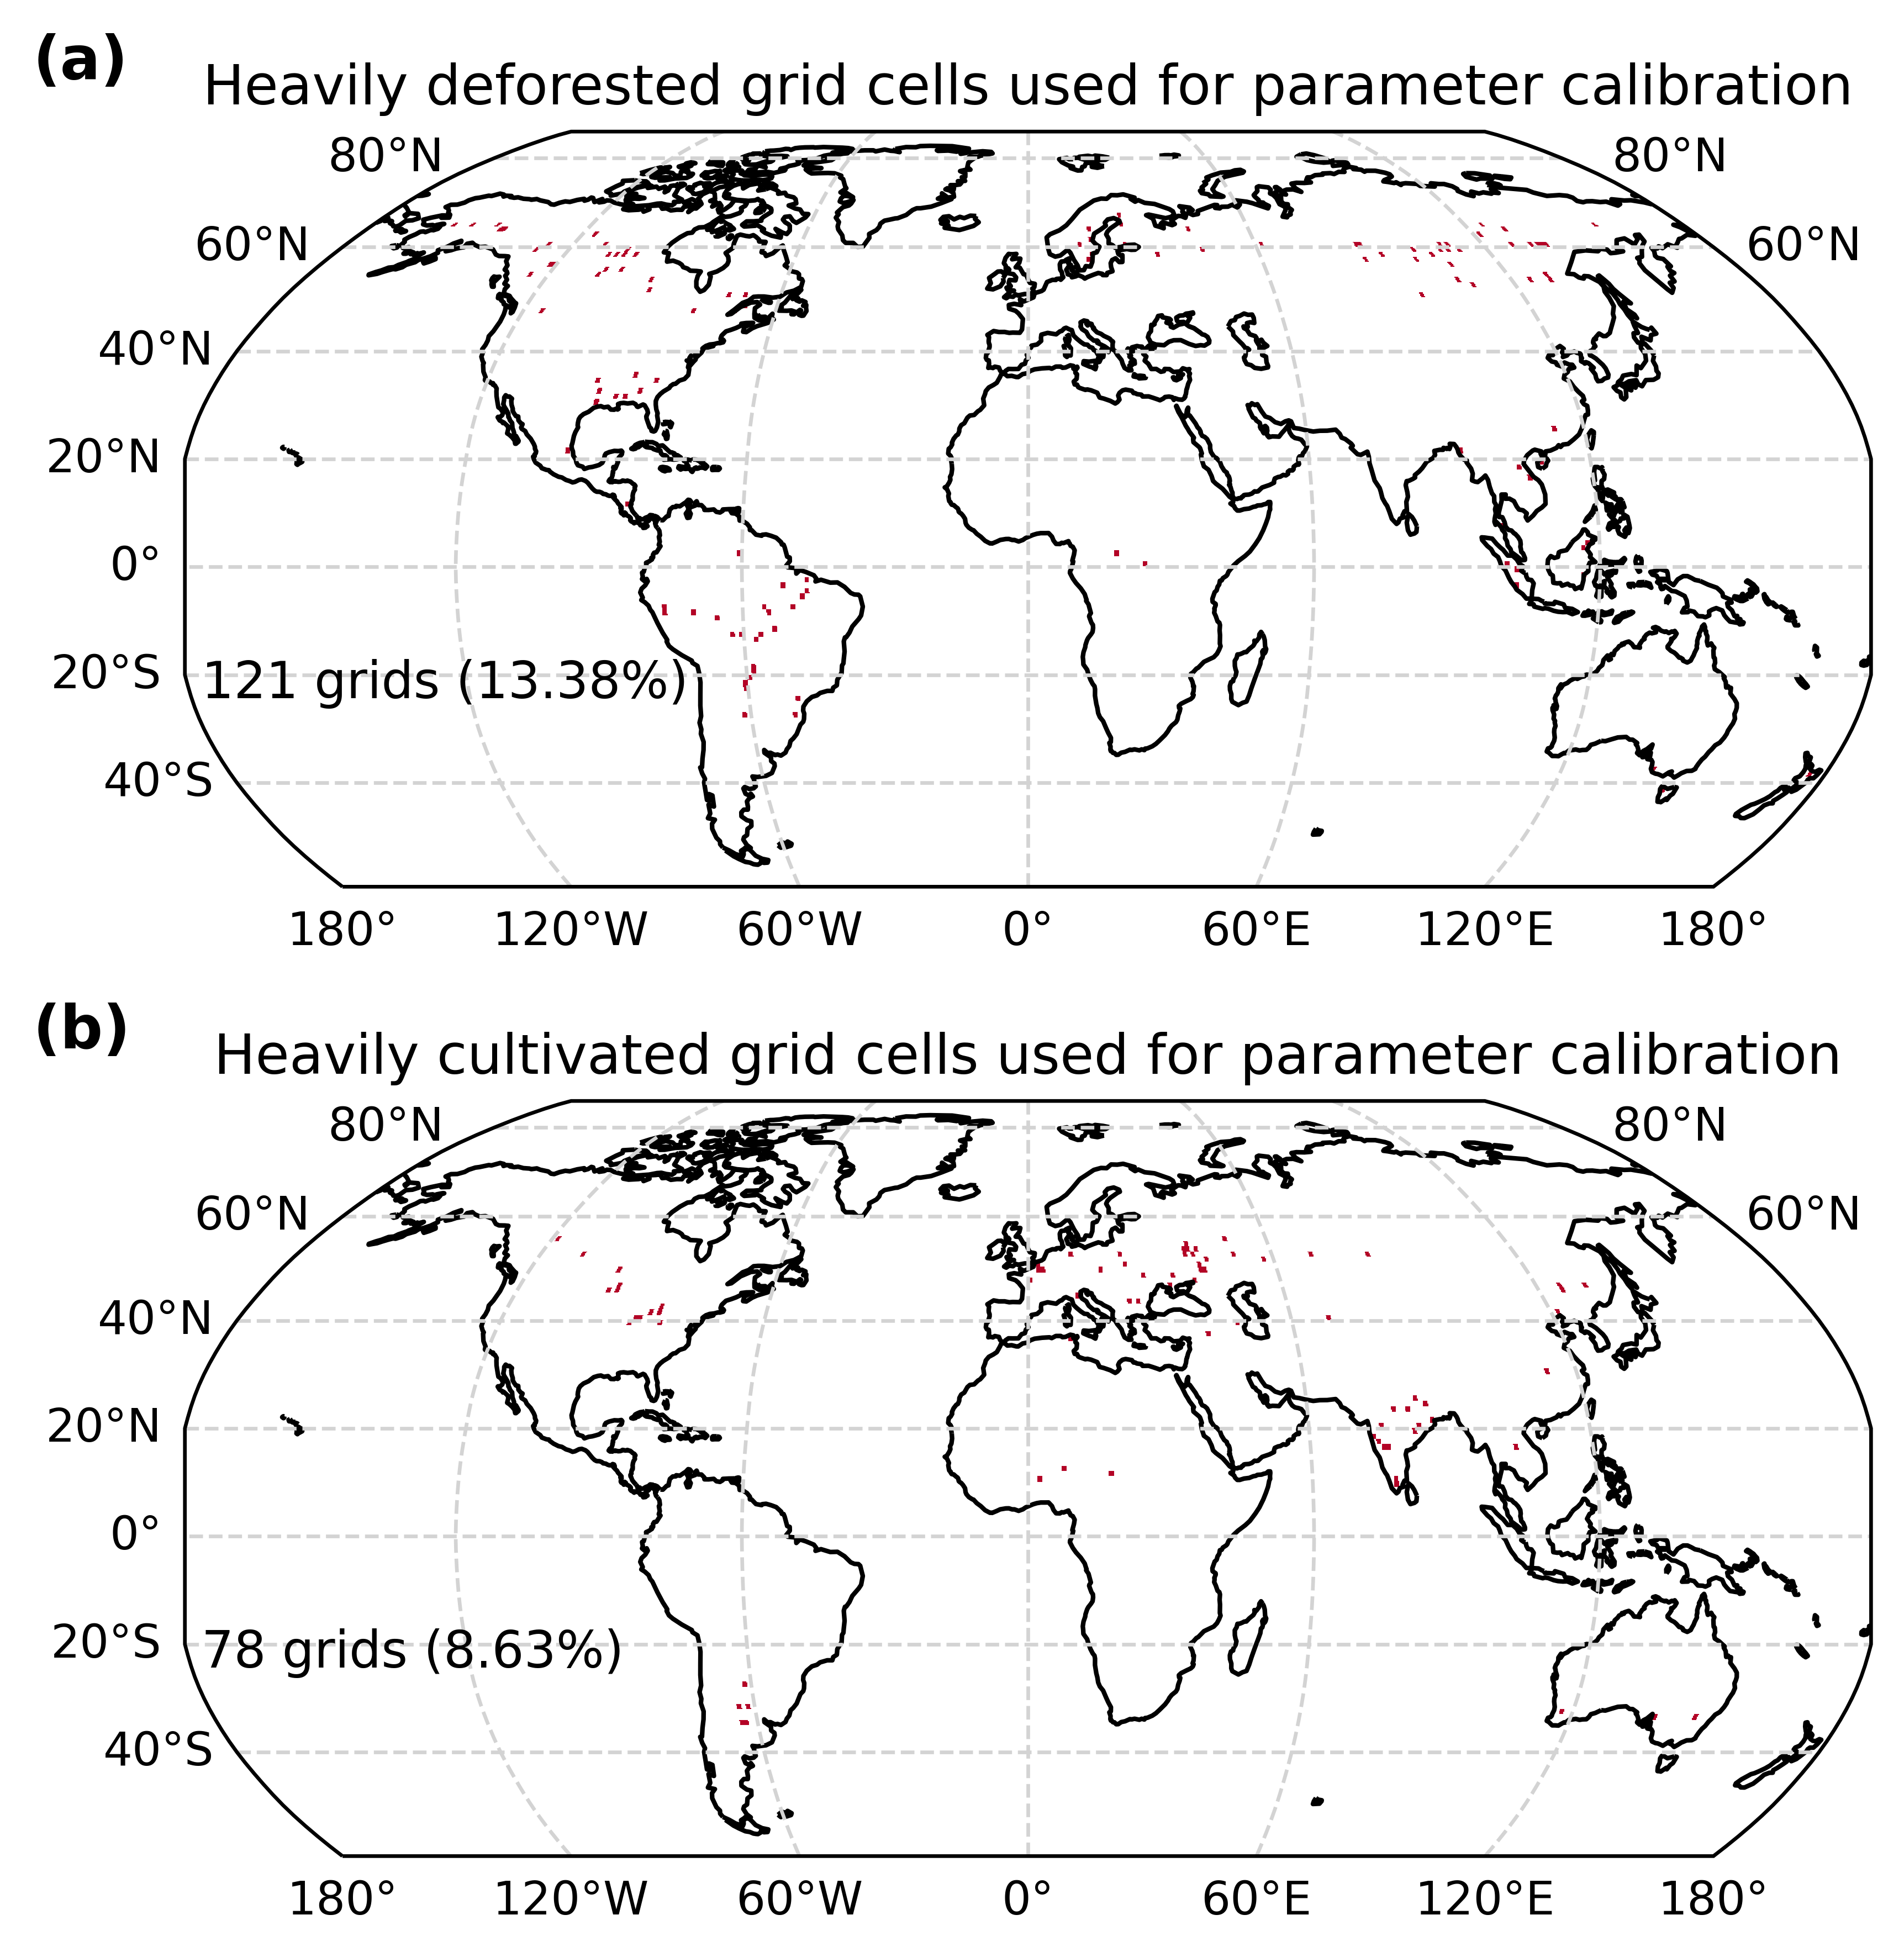 (a)
Heavily deforested grid cells used for parameter calibration
80°N 80°N
60°N 60°N
40°N
20°N
0°
20°S 121 grids (13.38%)
40°S
180° 120°W 60°W 0° 60°E 120°E 180°
(b)
Heavily cultivated grid cells used for parameter calibration
80°N 80°N
60°N 60°N
40°N
20°N
0°
20°S 78 grids (8.63%)
40°S
180° 120°W 60°W 0° 60°E 120°E 180°